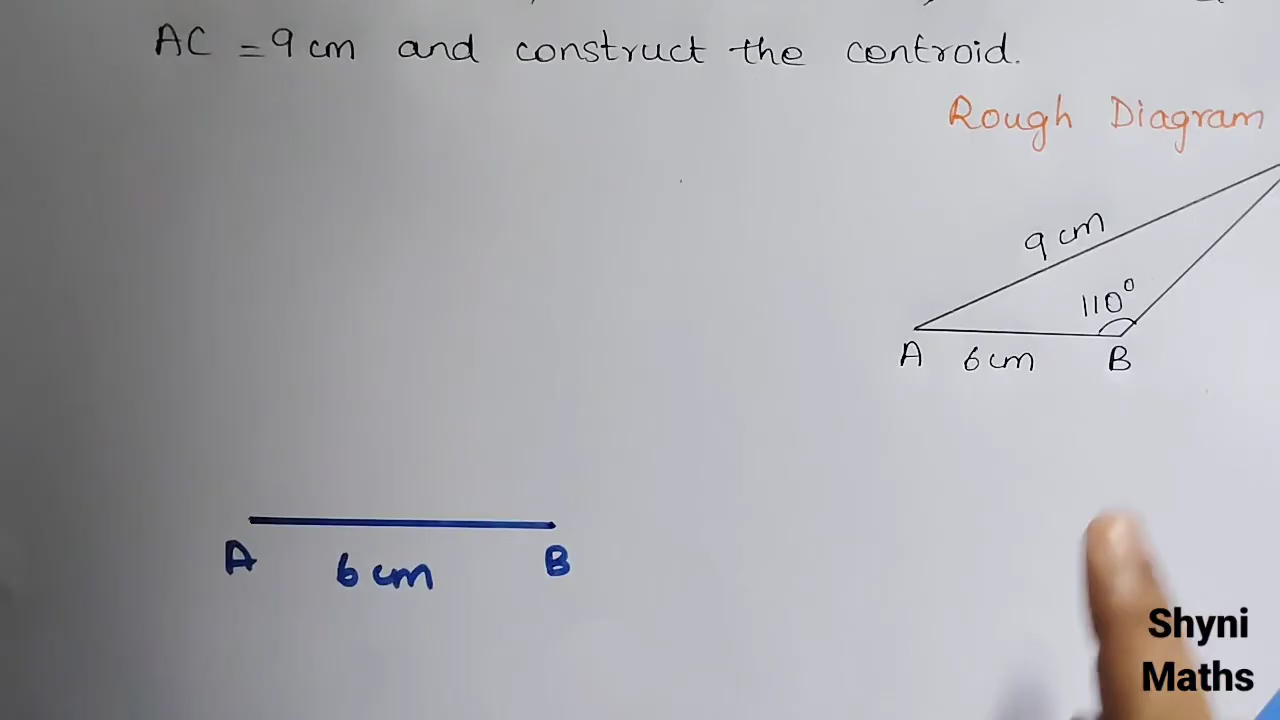 AC = 9 cm and construct the centroid.
Rough Diagram
9 cm
110°
A 6 cm B
A 6 cm B
Shyni
Maths